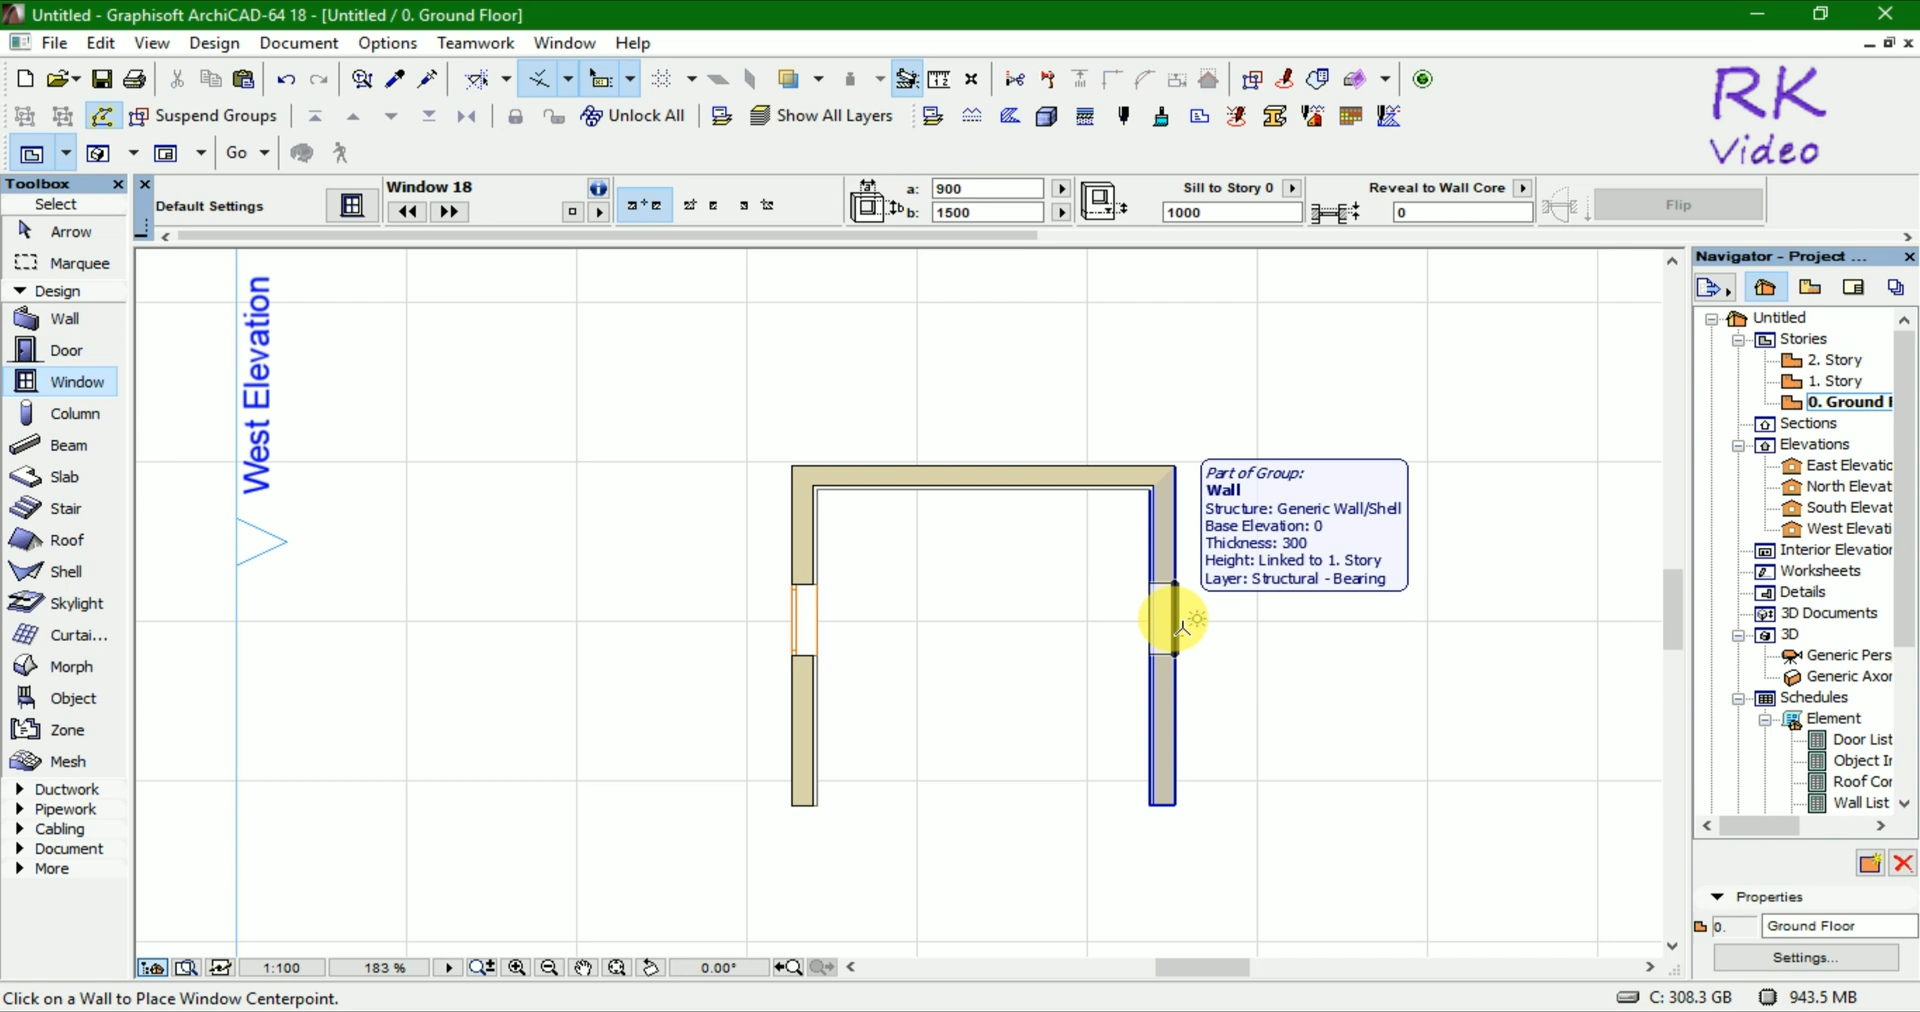 Untitled - Graphisoft ArchiCAD-64 18 - [Untitled / 0. Ground Floor]
File Edit View Design Document Options Teamwork Window Help
RK
Video
Suspend Groups
Unlock All
Show All Layers
Go
Toolbox
Select
Arrow
Marquee
Design
Wall
Door
Window
Column
Beam
Slab
Stair
Roof
Shell
Skylight
Curtai...
Morph
Object
Zone
Mesh
Ductwork
Pipework
Cabling
Document
More
Default Settings
Window 18
a: 900
b: 1500
Sill to Story 0
1000
Reveal to Wall Core
0
Flip
West Elevation
Part of Group:
Wall
Structure: Generic Wall/Shell
Base Elevation: 0
Thickness: 300
Height: Linked to 1. Story
Layer: Structural - Bearing
Navigator - Project ...
Untitled
Stories
2. Story
1. Story
0. Ground F
Sections
Elevations
East Elevatic
North Elevat
South Elevat
West Elevati
Interior Elevation
Worksheets
Details
3D Documents
3D
Generic Pers
Generic Axor
Schedules
Element
Door List
Object Ir
Roof Cor
Wall List
Properties
0. Ground Floor
Settings...
1:100 183 % 0.00°
Click on a Wall to Place Window Centerpoint.
C: 308.3 GB 943.5 MB